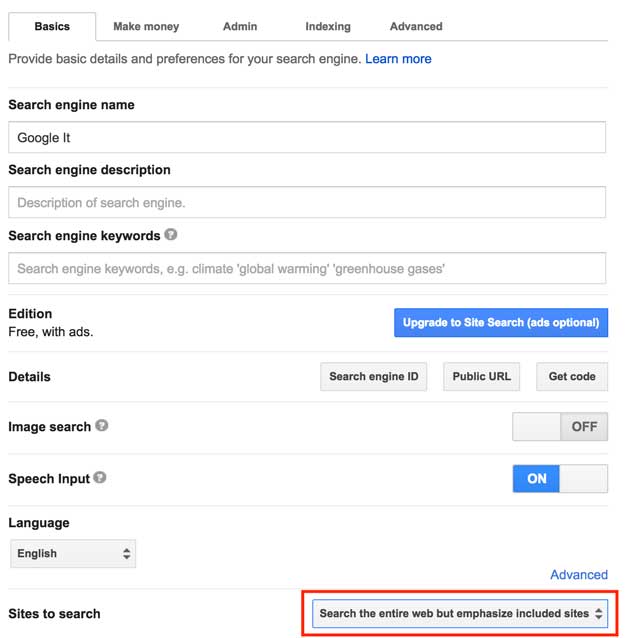 Basics Make money Admin Indexing Advanced
Provide basic details and preferences for your search engine. Learn more
Search engine name
Google It
Search engine description
Description of search engine.
Search engine keywords ?
Search engine keywords, e.g. climate 'global warming' 'greenhouse gases'
Edition
Free, with ads.
Upgrade to Site Search (ads optional)
Details Search engine ID Public URL Get code
Image search ? OFF
Speech Input ? ON
Language
English
Advanced
Sites to search Search the entire web but emphasize included sites